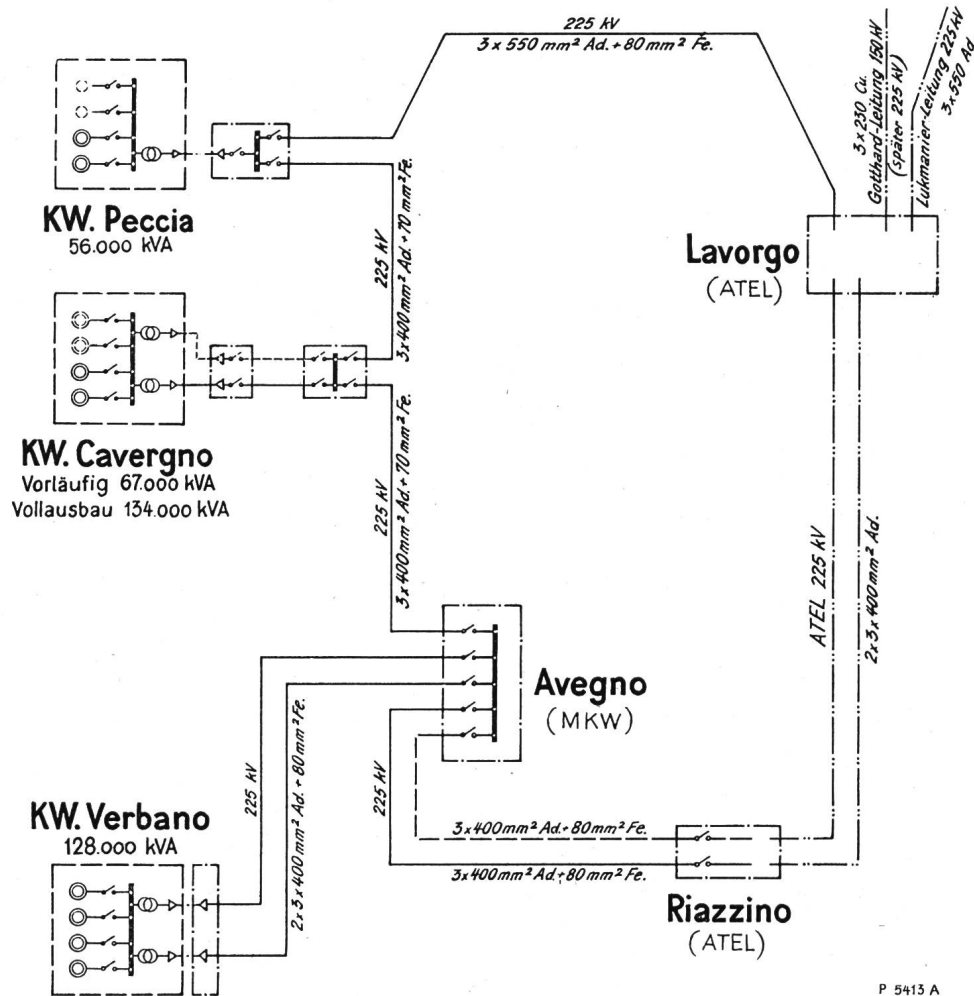 225 kV
3 x 550 mm² Ad. + 80 mm² Fe.
3 x 230 Cu.
Gotthard-Leitung 150 kV
(später 225 kV)
Lukmanier-Leitung 225 kV
3 x 550 Ad
KW. Peccia
56.000 kVA
225 kV
3 x 400 mm² Ad. + 70 mm² Fe.
Lavorgo
(ATEL)
KW. Cavergno
Vorläufig 67.000 kVA
Vollausbau 134.000 kVA
225 kV
3 x 400 mm² Ad. + 70 mm² Fe.
ATEL 225 kV
2 x 3 x 400 mm² Ad.
Avegno
(MKW)
KW. Verbano
128.000 kVA
225 kV
2 x 3 x 400 mm² Ad. + 80 mm² Fe.
225 kV
3 x 400 mm² Ad. + 80 mm² Fe.
3 x 400 mm² Ad. + 80 mm² Fe.
Riazzino
(ATEL)
P 5413 A